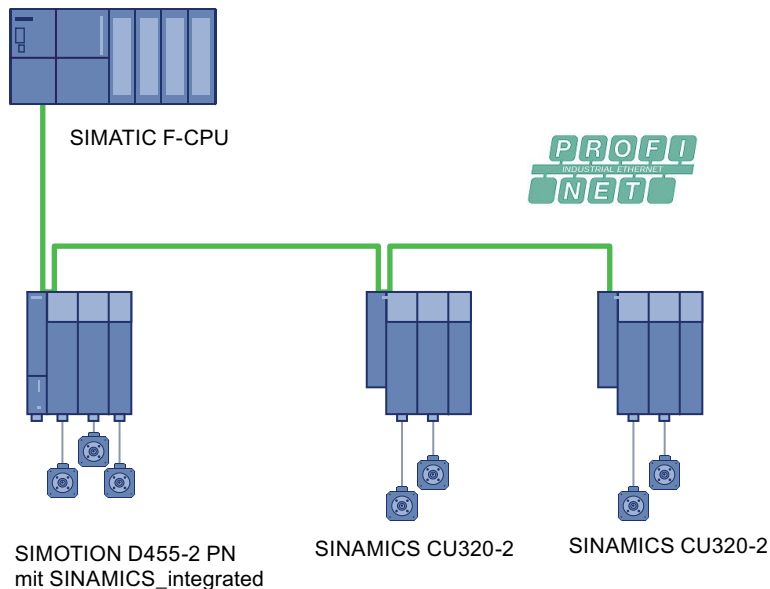 SIMATIC F-CPU
PROFI
INDUSTRIAL ETHERNET
NET
SIMOTION D455-2 PN
mit SINAMICS_integrated
SINAMICS CU320-2
SINAMICS CU320-2